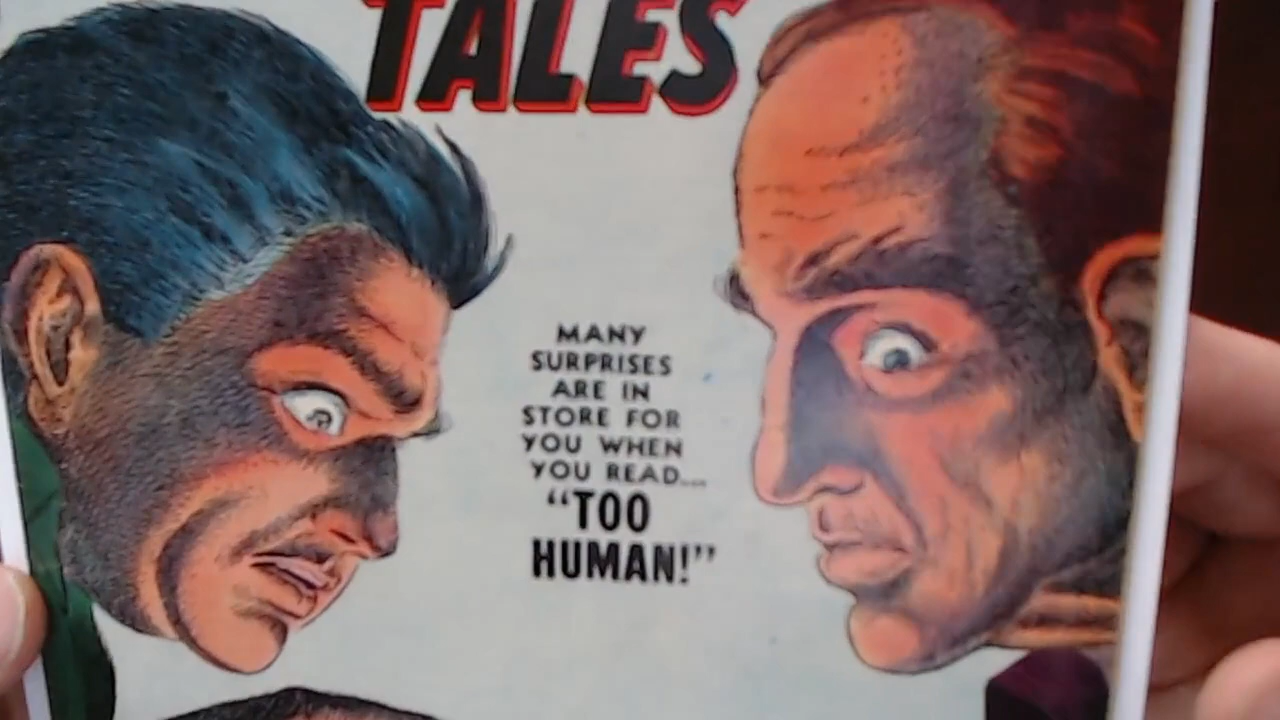 TALES
MANY
SURPRISES
ARE IN
STORE FOR
YOU WHEN
YOU READ...
“TOO
HUMAN!”